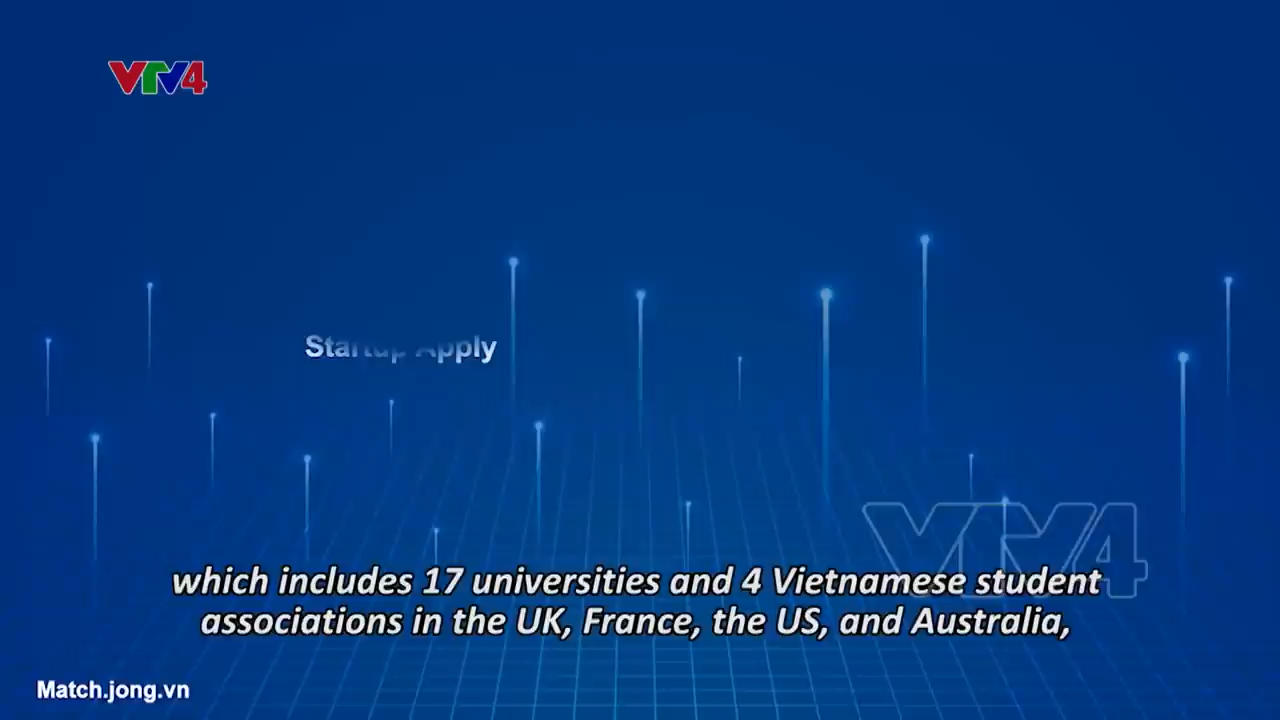 VTV4
Startup Apply
VTV4
which includes 17 universities and 4 Vietnamese student
associations in the UK, France, the US, and Australia,
Match.jong.vn